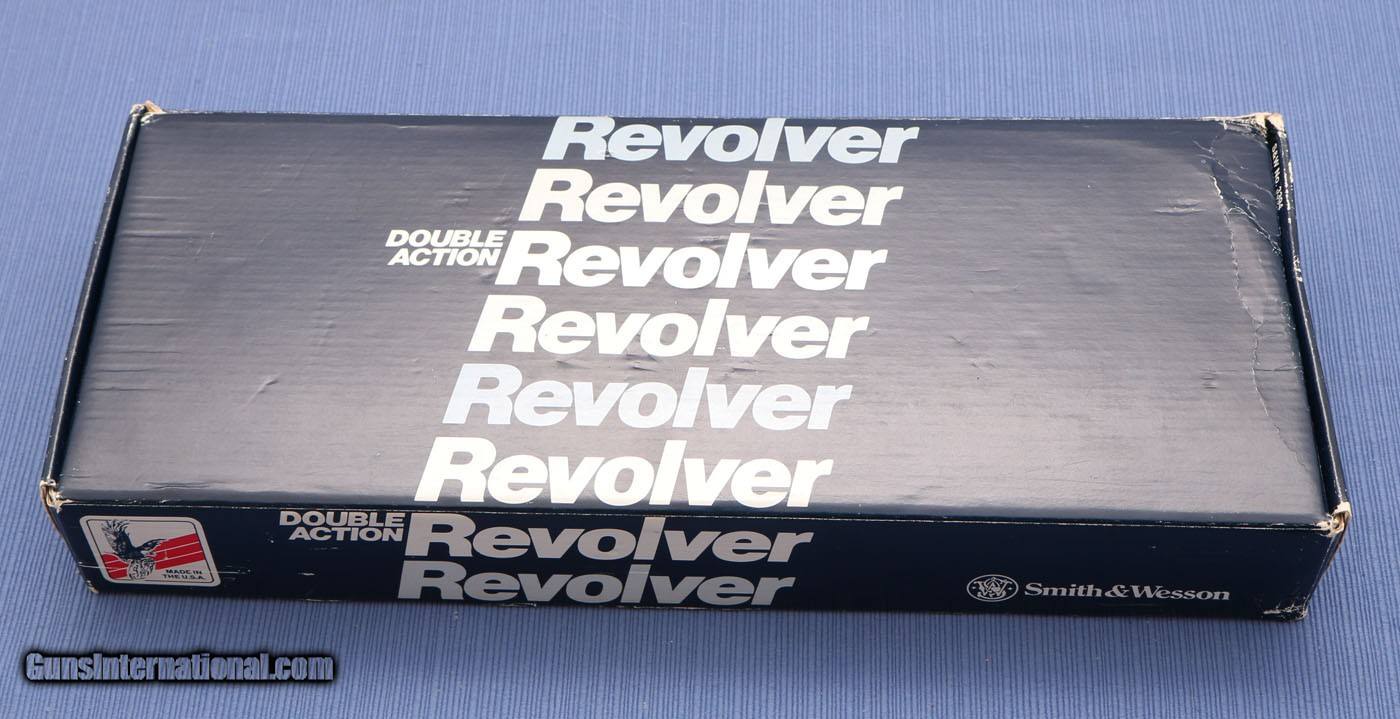 Revolver
Revolver
DOUBLE
ACTION Revolver
Revolver
Revolver
Revolver
DOUBLE
ACTION Revolver
Revolver
MADE IN
THE U.S.A.
Smith & Wesson
GunsInternational.com